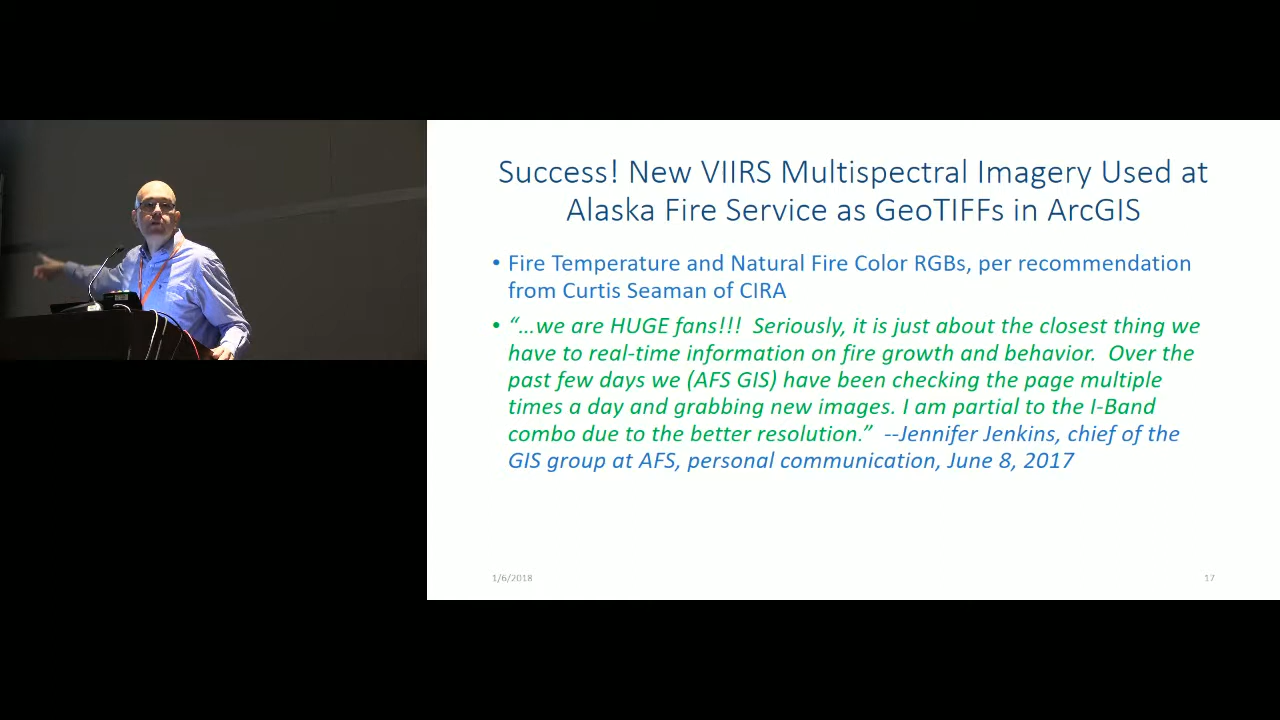 Success! New VIIRS Multispectral Imagery Used at
Alaska Fire Service as GeoTIFFs in ArcGIS
• Fire Temperature and Natural Fire Color RGBs, per recommendation
from Curtis Seaman of CIRA
• “…we are HUGE fans!!!  Seriously, it is just about the closest thing we
have to real-time information on fire growth and behavior.  Over the
past few days we (AFS GIS) have been checking the page multiple
times a day and grabbing new images. I am partial to the I-Band
combo due to the better resolution.”  --Jennifer Jenkins, chief of the
GIS group at AFS, personal communication, June 8, 2017
1/6/2018
17